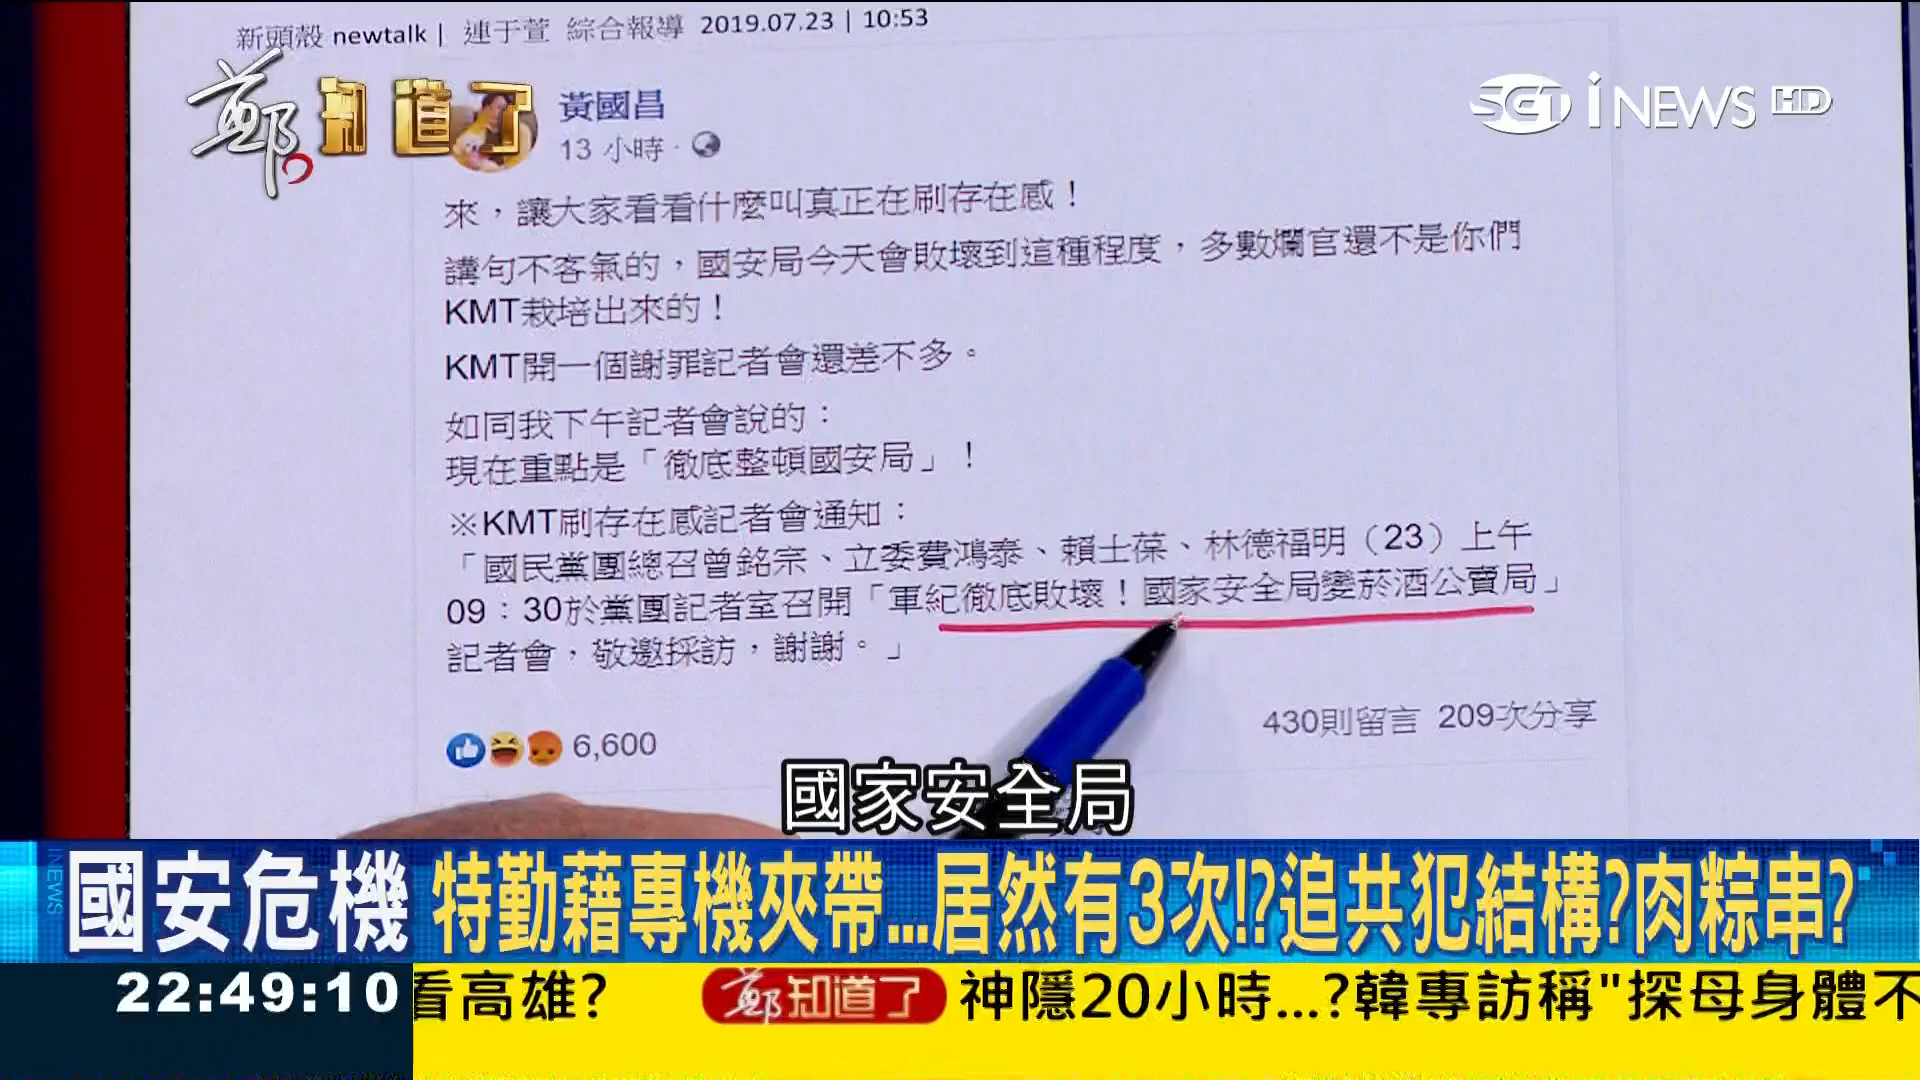 新頭殼 newtalk | 連于萱 綜合報導 2019.07.23 | 10:53
鄭知道了
SET iNEWS HD
黃國昌
13 小時 ·
來，讓大家看看什麼叫真正在刷存在感！
講句不客氣的，國安局今天會敗壞到這種程度，多數爛官還不是你們
KMT栽培出來的！
KMT開一個謝罪記者會還差不多。
如同我下午記者會說的：
現在重點是「徹底整頓國安局」！
※KMT刷存在感記者會通知：
「國民黨團總召曾銘宗、立委費鴻泰、賴士葆、林德福明（23）上午
09：30於黨團記者室召開「軍紀徹底敗壞！國家安全局變菸酒公賣局」
記者會，敬邀採訪，謝謝。」
6,600
430則留言 209次分享
國家安全局
INEWS
國安危機 特勤藉專機夾帶...居然有3次!?追共犯結構?肉粽串?
22:49:10 看高雄? 鄭知道了 神隱20小時...?韓專訪稱"探母身體不